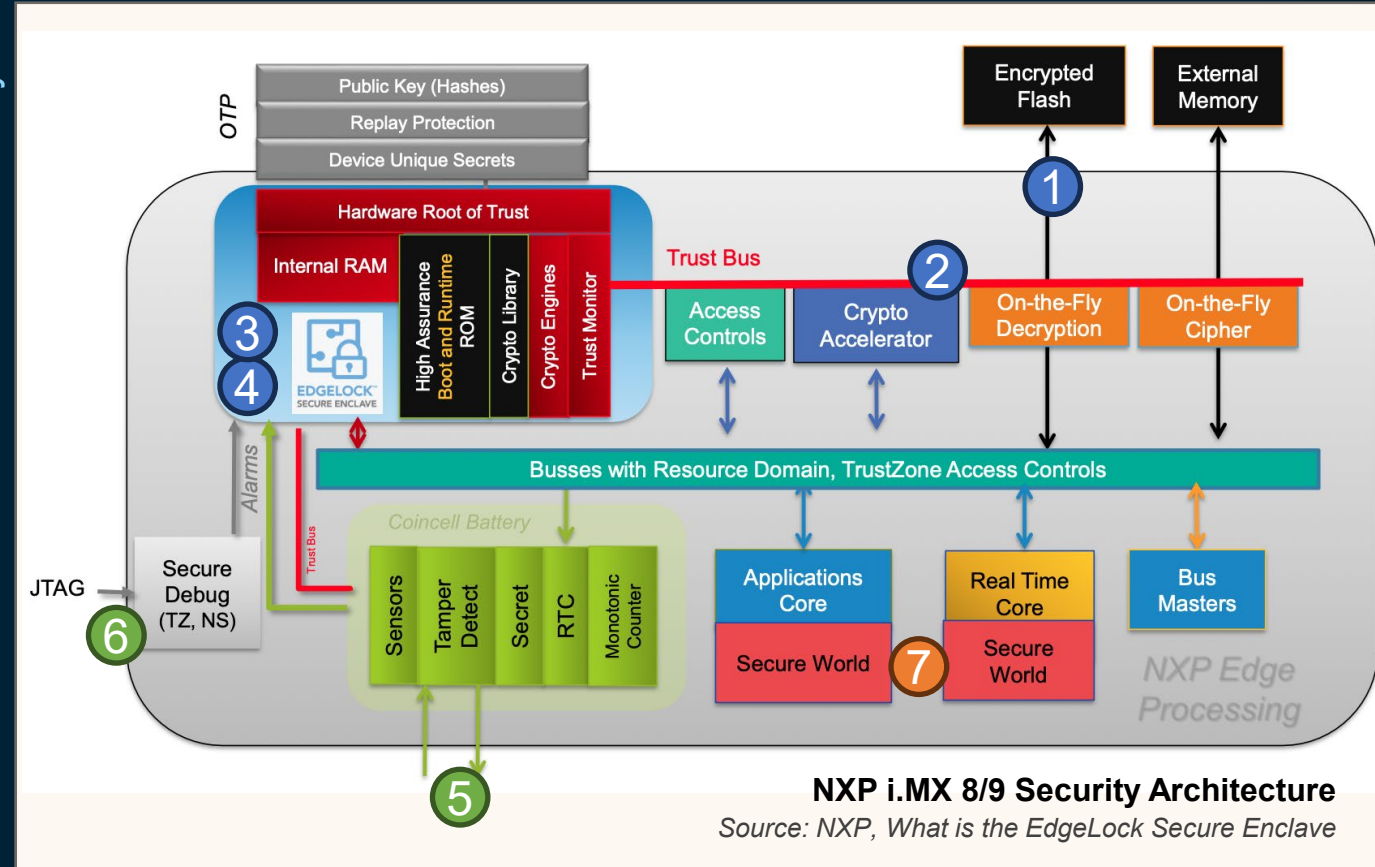 OTP
Public Key (Hashes)
Replay Protection
Device Unique Secrets
Encrypted
Flash
External
Memory
1
Hardware Root of Trust
Internal RAM
High Assurance
Boot and Runtime
ROM
Crypto Library
Crypto Engines
Trust Monitor
3
4
EDGELOCK™
SECURE ENCLAVE
Trust Bus
2
Access
Controls
Crypto
Accelerator
On-the-Fly
Decryption
On-the-Fly
Cipher
Alarms
Trust Bus
Busses with Resource Domain, TrustZone Access Controls
JTAG
Secure
Debug
(TZ, NS)
6
Coincell Battery
Sensors
Tamper
Detect
Secret
RTC
Monotonic
Counter
5
Applications
Core
Secure World
7
Real Time
Core
Secure
World
Bus
Masters
NXP Edge
Processing
NXP i.MX 8/9 Security Architecture
Source: NXP, What is the EdgeLock Secure Enclave